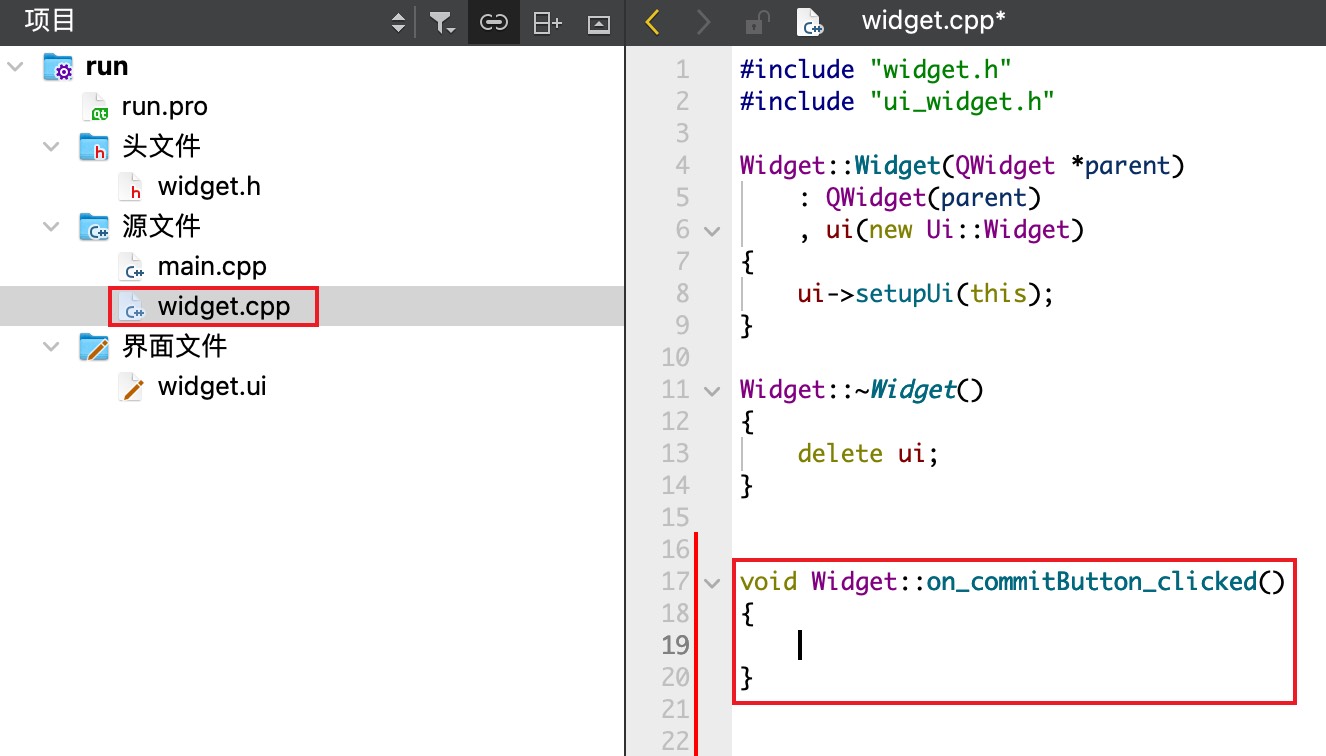 项目
run
run.pro
头文件
widget.h
源文件
main.cpp
widget.cpp
界面文件
widget.ui
widget.cpp*
1 #include "widget.h"
2 #include "ui_widget.h"
3
4 Widget::Widget(QWidget *parent)
5     : QWidget(parent)
6     , ui(new Ui::Widget)
7 {
8     ui->setupUi(this);
9 }
10
11 Widget::~Widget()
12 {
13     delete ui;
14 }
15
16
17 void Widget::on_commitButton_clicked()
18 {
19
20 }
21
22